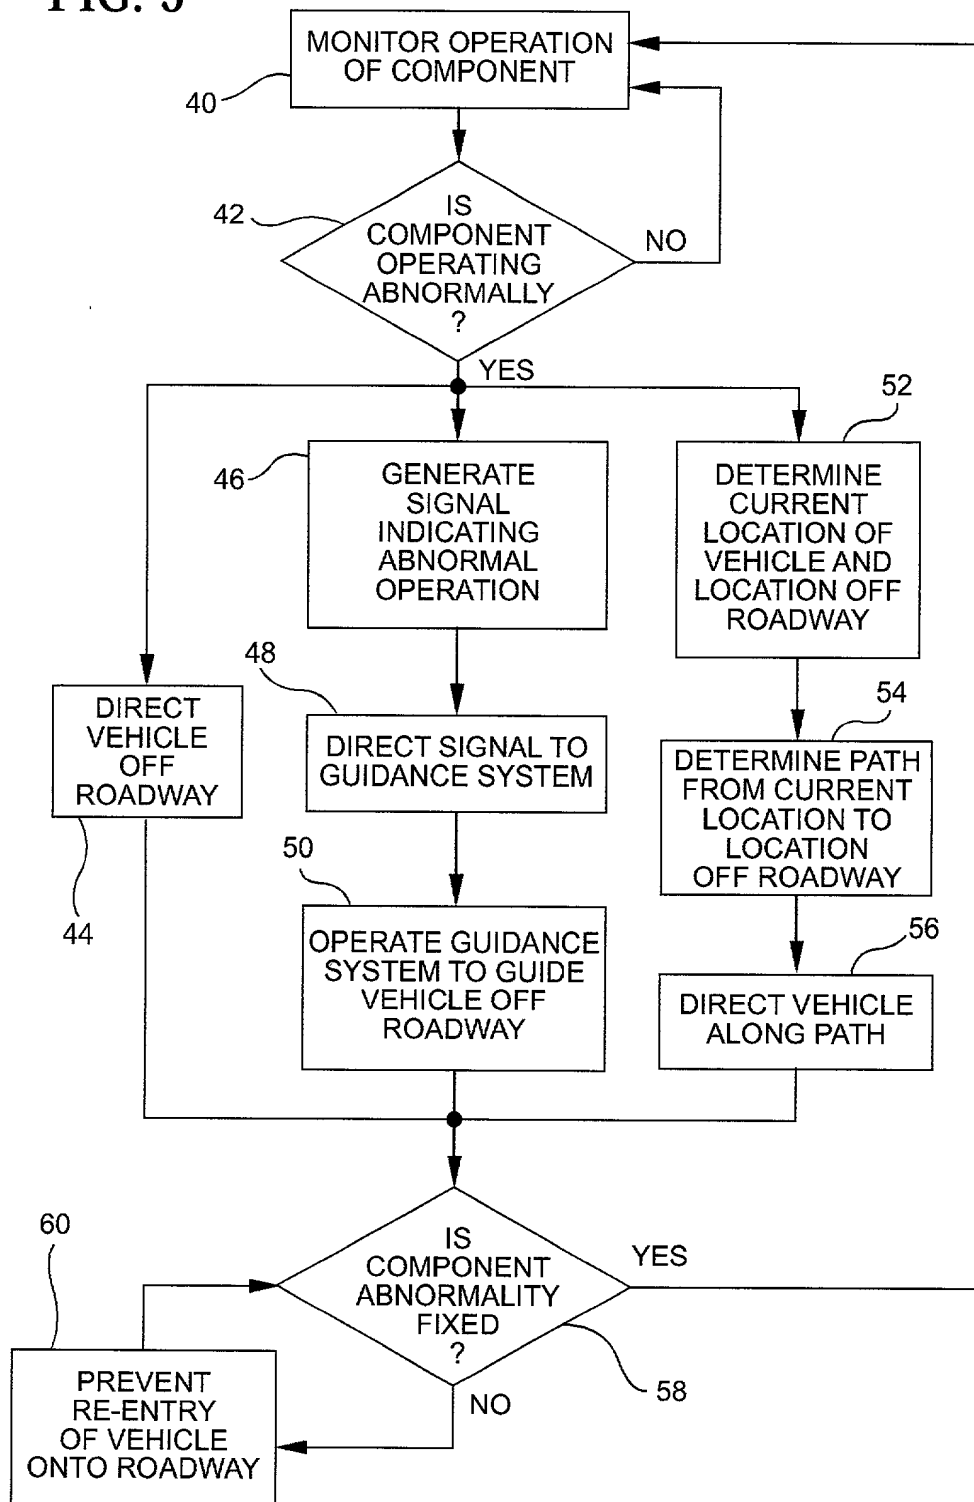 FIG. 5
MONITOR OPERATION
OF COMPONENT
40
IS
COMPONENT
OPERATING
ABNORMALLY
?
42
NO
YES
52
46
GENERATE
SIGNAL
INDICATING
ABNORMAL
OPERATION
DETERMINE
CURRENT
LOCATION OF
VEHICLE AND
LOCATION OFF
ROADWAY
48
54
DIRECT
VEHICLE
OFF
ROADWAY
44
DIRECT SIGNAL TO
GUIDANCE SYSTEM
DETERMINE PATH
FROM CURRENT
LOCATION TO
LOCATION
OFF ROADWAY
50
56
OPERATE GUIDANCE
SYSTEM TO GUIDE
VEHICLE OFF
ROADWAY
DIRECT VEHICLE
ALONG PATH
60
IS
COMPONENT
ABNORMALITY
FIXED
?
YES
58
NO
PREVENT
RE-ENTRY
OF VEHICLE
ONTO ROADWAY